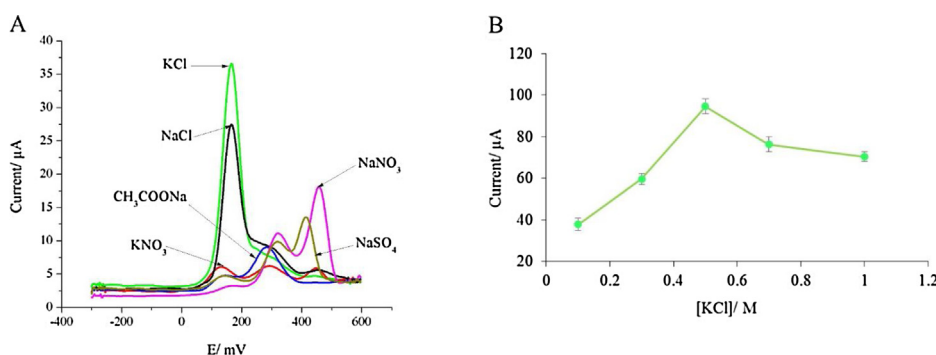 A
40
35
30
25
20
15
10
5
0
Current/ µA
-400
-200
0
200
400
600
E/ mV
KCl
NaCl
CH₃COONa
KNO₃
NaNO₃
NaSO₄
B
120
100
80
60
40
20
Current/ µA
0
0.2
0.4
0.6
0.8
1
1.2
[KCl]/ M